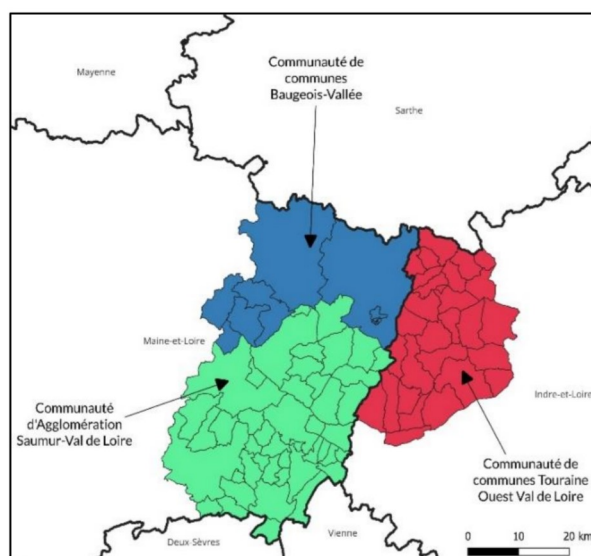 Communauté de
communes
Baugeois-Vallée
Mayenne
Sarthe
Maine-et-Loire
Indre-et-Loire
Communauté
d'Agglomération
Saumur-Val de Loire
Communauté de
communes Touraine
Ouest Val de Loire
Deux-Sèvres
Vienne
0 10 20 km